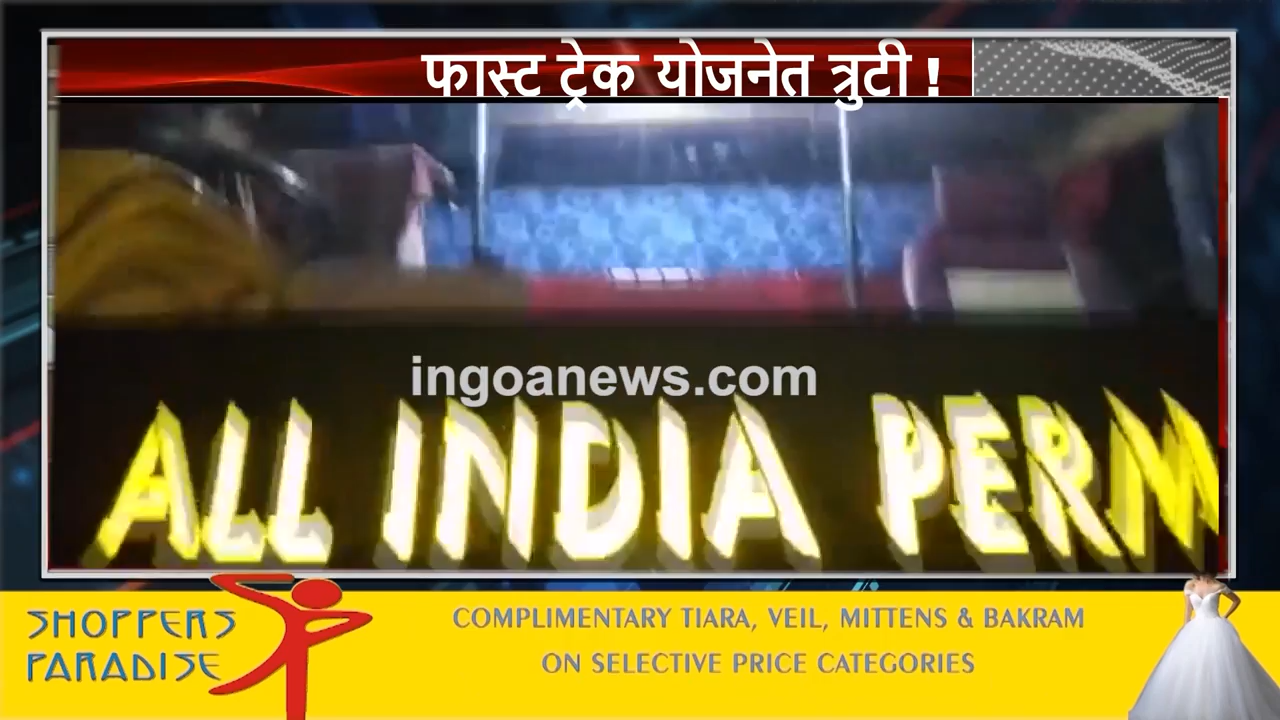 फास्ट ट्रेक योजनेत त्रुटी !
ingoanews.com
ALL INDIA PERM
SHOPPERS
PARADISE
COMPLIMENTARY TIARA, VEIL, MITTENS & BAKRAM
ON SELECTIVE PRICE CATEGORIES